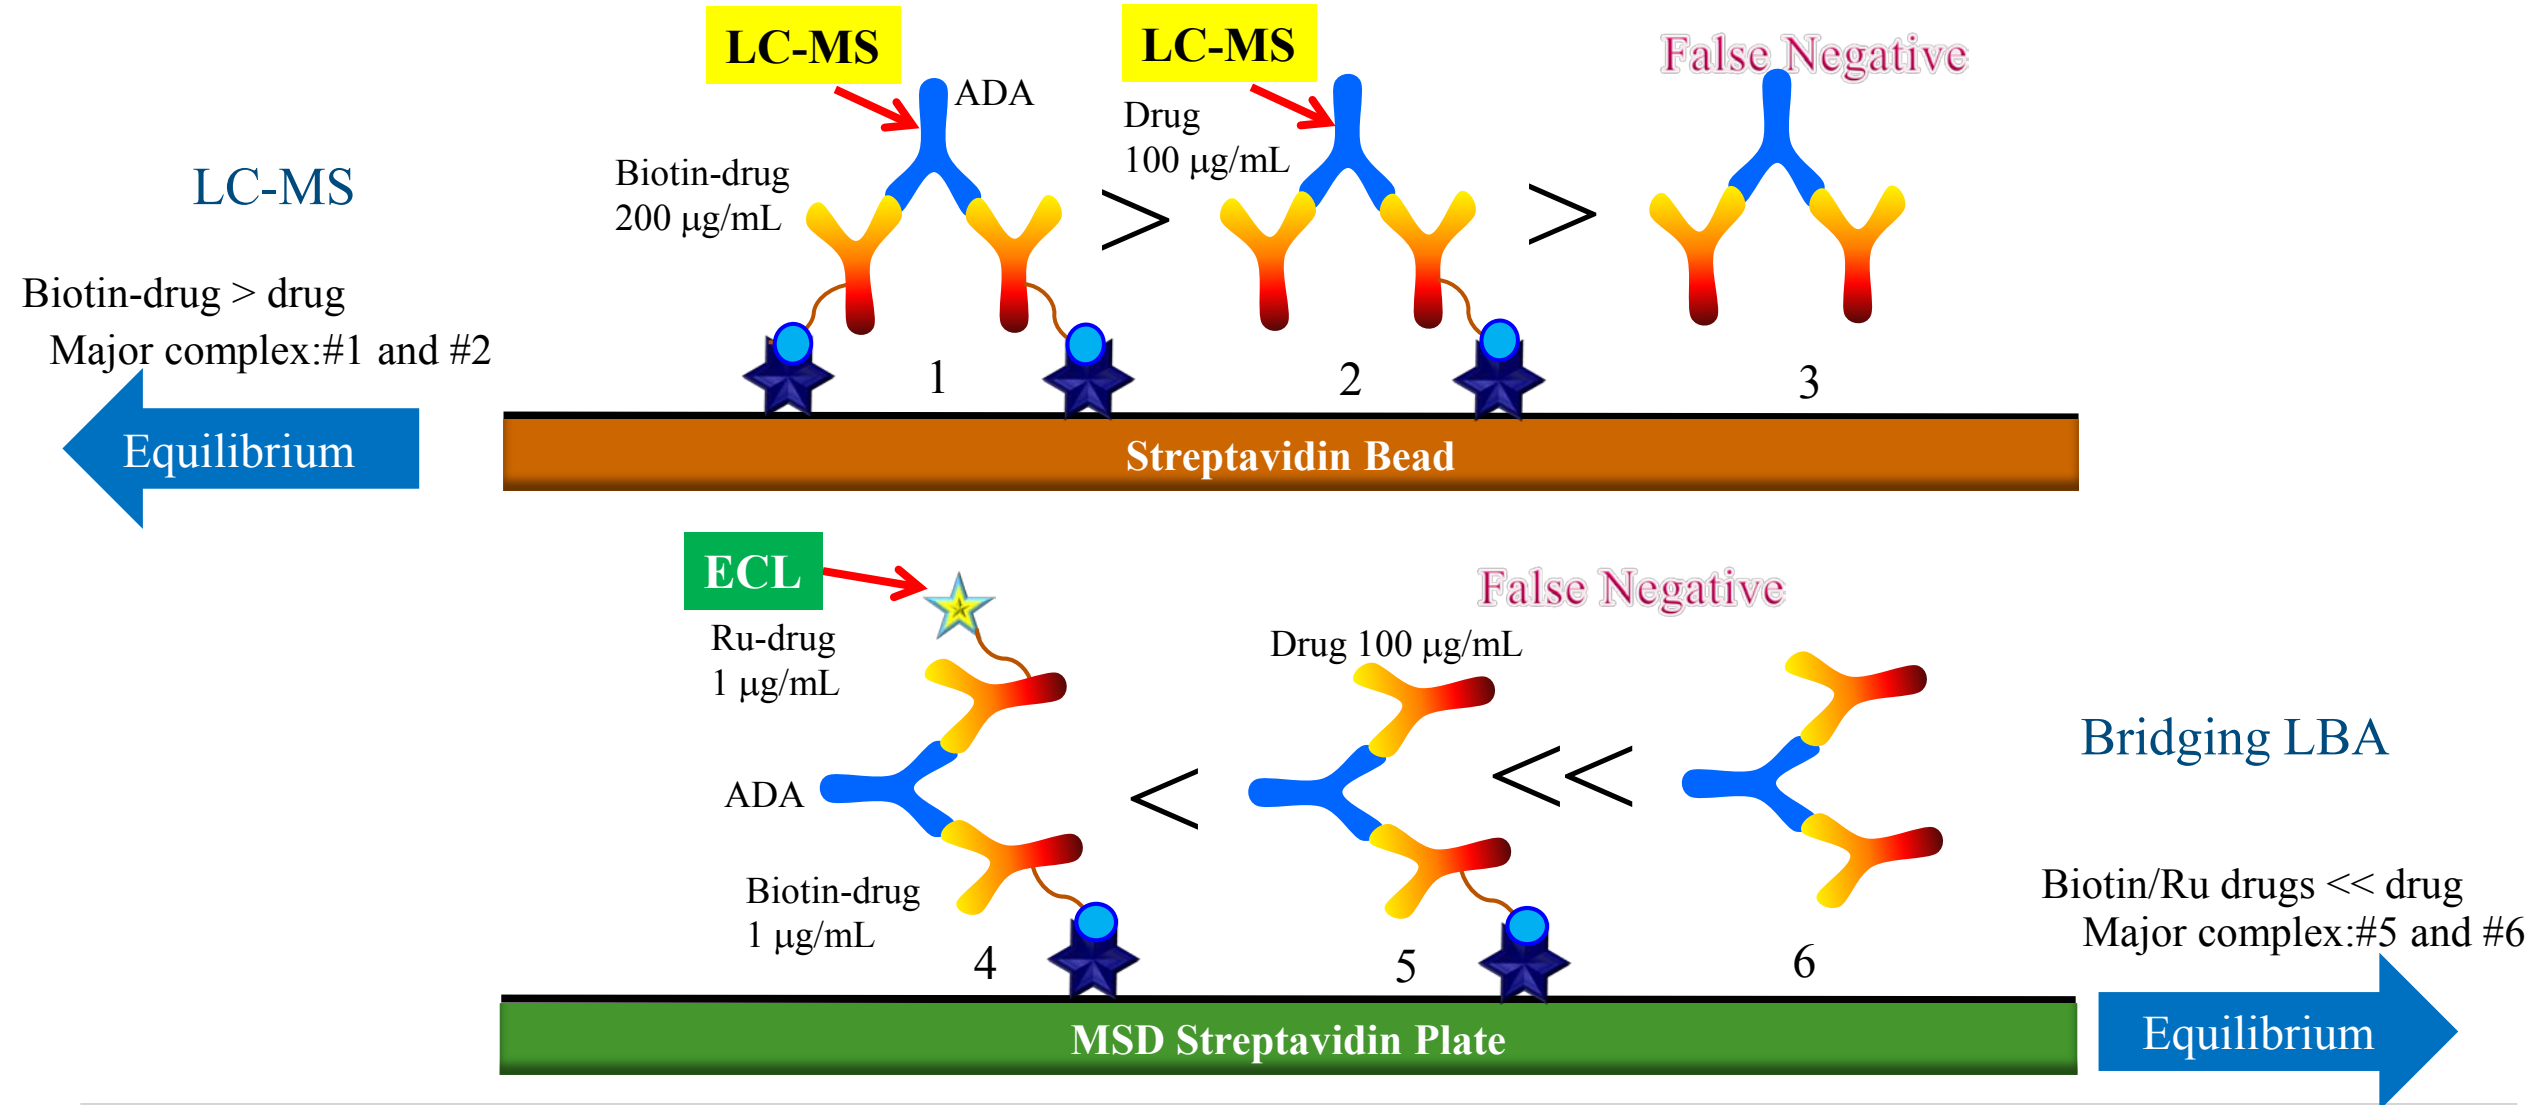 LC-MS
LC-MS
False Negative
ADA
Drug
100 μg/mL
Biotin-drug
200 μg/mL
LC-MS
>
>
Biotin-drug > drug
Major complex:#1 and #2
1
2
3
Equilibrium
Streptavidin Bead
ECL
False Negative
Ru-drug
1 μg/mL
Drug 100 μg/mL
Bridging LBA
ADA
<
<<
Biotin-drug
1 μg/mL
Biotin/Ru drugs << drug
Major complex:#5 and #6
4
5
6
MSD Streptavidin Plate
Equilibrium